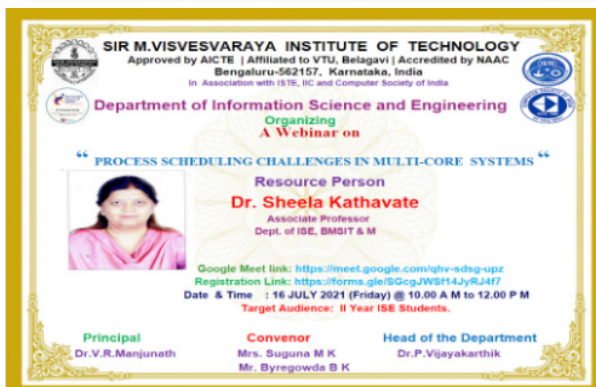 SIR M.VISVESVARAYA INSTITUTE OF TECHNOLOGY
Approved by AICTE | Affiliated to VTU, Belagavi | Accredited by NAAC
Bengaluru-562157, Karnataka, India
In Association with ISTE, IIC and Computer Society of India
Department of Information Science and Engineering
Organizing
A Webinar on
“ PROCESS SCHEDULING CHALLENGES IN MULTI-CORE SYSTEMS “
Resource Person
Dr. Sheela Kathavate
Associate Professor
Dept. of ISE, BMSIT & M
Google Meet link: https://meet.google.com/qhv-sdsg-upz
Registration Link: https://forms.gle/SGcgJWSf14JyRJ4f7
Date & Time : 16 JULY 2021 (Friday) @ 10.00 A M to 12.00 P M
Target Audience: II Year ISE Students.
Principal Convenor Head of the Department
Dr.V.R.Manjunath Mrs. Suguna M K Dr.P.Vijayakarthik
Mr. Byregowda B K